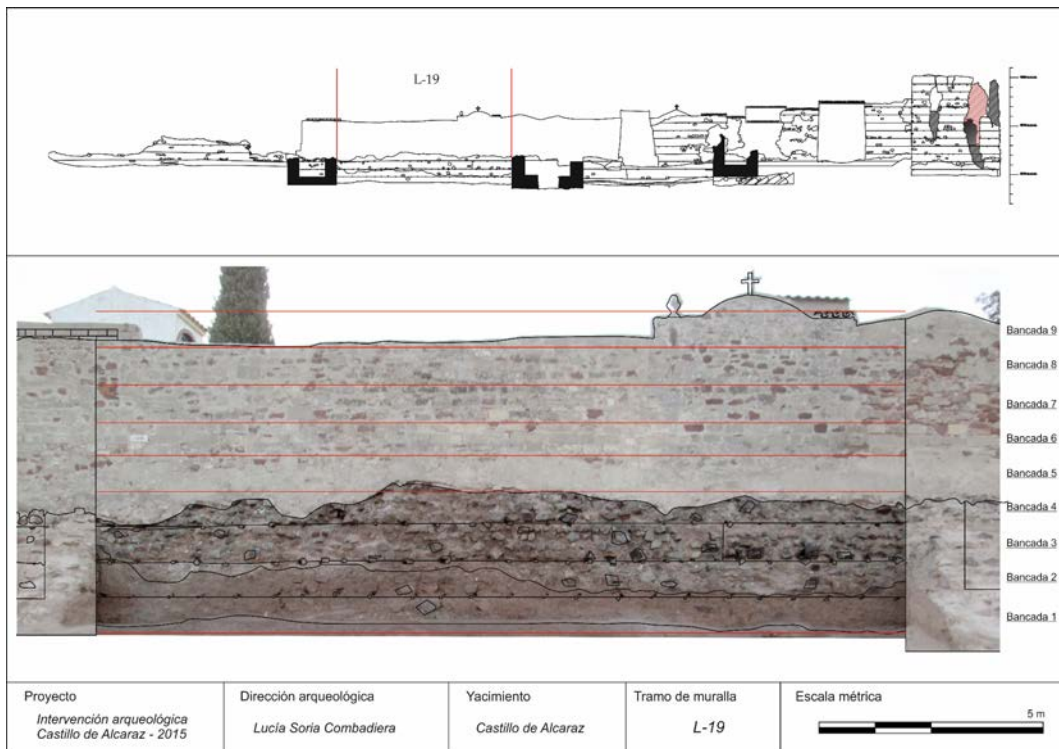 L-19
Bancada 9
Bancada 8
Bancada 7
Bancada 6
Bancada 5
Bancada 4
Bancada 3
Bancada 2
Bancada 1
Proyecto
Intervención arqueológica
Castillo de Alcaraz - 2015
Dirección arqueológica
Lucía Soria Combadiera
Yacimiento
Castillo de Alcaraz
Tramo de muralla
L-19
Escala métrica
5 m